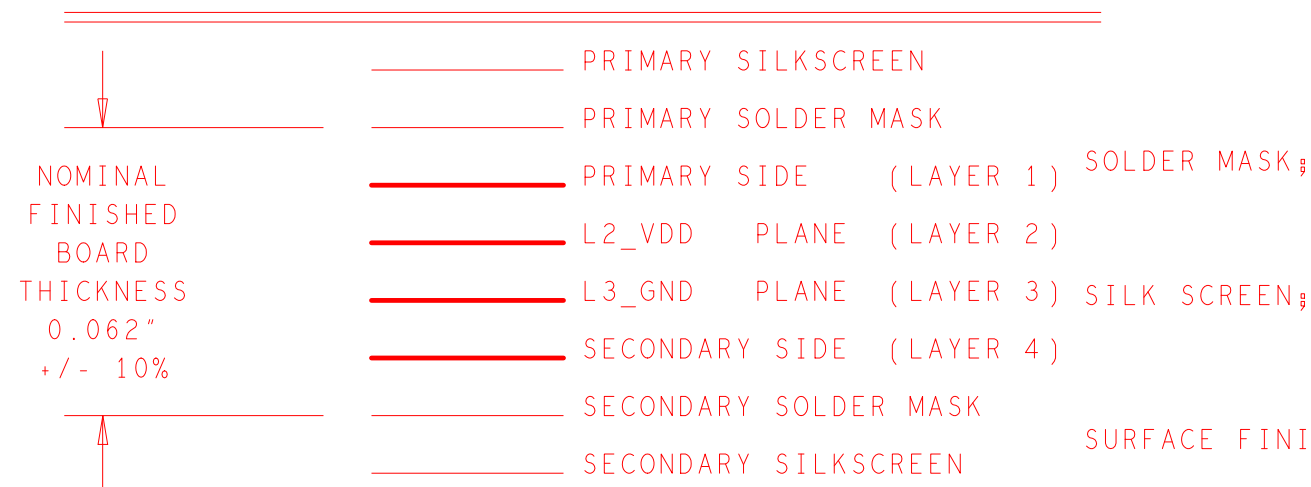 PRIMARY SILKSCREEN
PRIMARY SOLDER MASK
PRIMARY SIDE (LAYER 1)
L2_VDD PLANE (LAYER 2)
L3_GND PLANE (LAYER 3)
SECONDARY SIDE (LAYER 4)
SECONDARY SOLDER MASK
SECONDARY SILKSCREEN
NOMINAL
FINISHED
BOARD
THICKNESS
0.062"
+/- 10%
SOLDER MASK;
SILK SCREEN;
SURFACE FINI